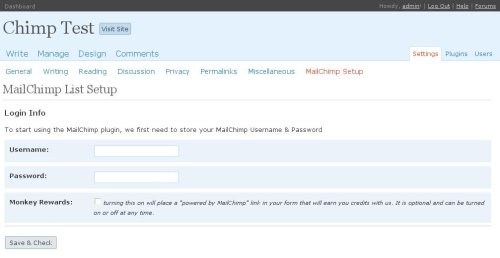 Dashboard
Howdy, admin! | Log Out | Help | Forums
Chimp Test Visit Site
Write Manage Design Comments Settings Plugins Users
General Writing Reading Discussion Privacy Permalinks Miscellaneous MailChimp Setup
MailChimp List Setup
Login Info
To start using the MailChimp plugin, we first need to store your MailChimp Username & Password
Username:
Password:
Monkey Rewards: turning this on will place a "powered by MailChimp" link in your form that will earn you credits with us. It is optional and can be turned
on or off at any time.
Save & Check